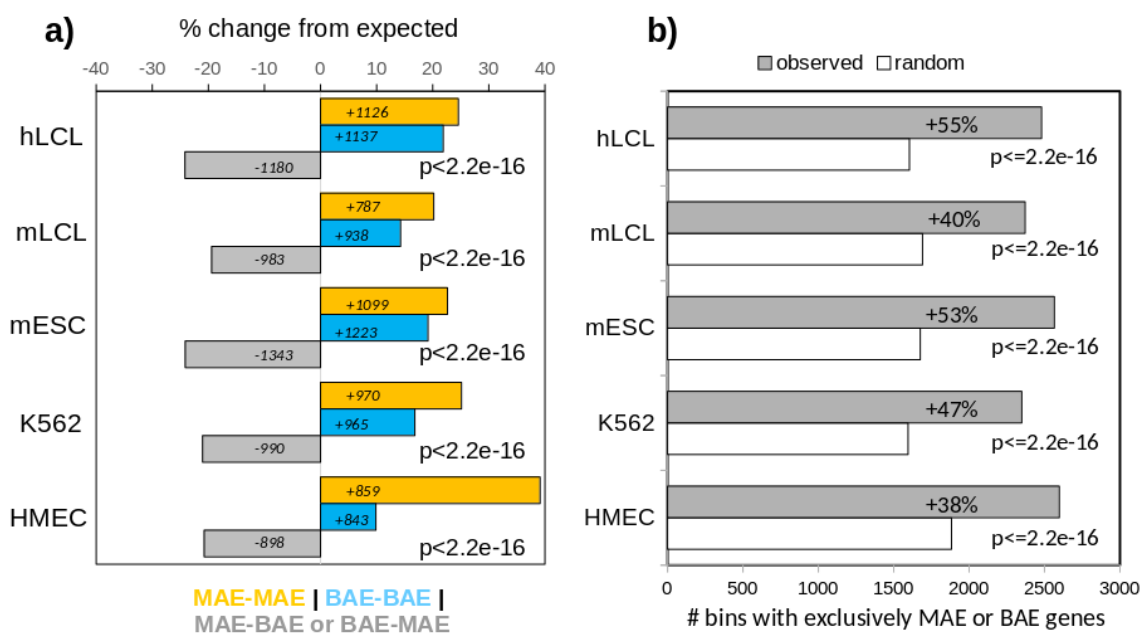 a)
% change from expected
-40 -30 -20 -10 0 10 20 30 40
hLCL
+1126
+1137
-1180
p<2.2e-16
mLCL
+787
+938
-983
p<2.2e-16
mESC
+1099
+1223
-1343
p<2.2e-16
K562
+970
+965
-990
p<2.2e-16
HMEC
+859
+843
-898
p<2.2e-16
MAE-MAE | BAE-BAE |
MAE-BAE or BAE-MAE
b)
observed random
hLCL
+55%
p<=2.2e-16
mLCL
+40%
p<=2.2e-16
mESC
+53%
p<=2.2e-16
K562
+47%
p<=2.2e-16
HMEC
+38%
p<=2.2e-16
0 500 1000 1500 2000 2500 3000
# bins with exclusively MAE or BAE genes